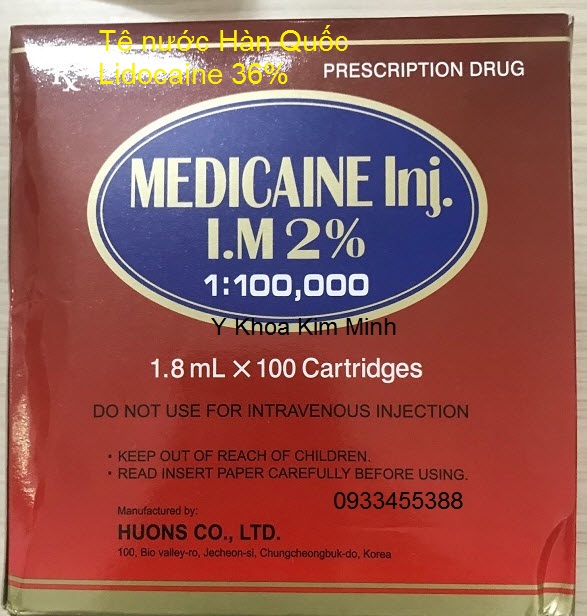 Tê nước Hàn Quốc
Lidocaine 36%
PRESCRIPTION DRUG
MEDICAINE Inj.
I.M 2%
1:100,000
Y Khoa Kim Minh
1.8 mL × 100 Cartridges
DO NOT USE FOR INTRAVENOUS INJECTION
• KEEP OUT OF REACH OF CHILDREN.
• READ INSERT PAPER CAREFULLY BEFORE USING.
0933455388
Manufactured by:
HUONS CO., LTD.
100, Bio valley-ro, Jecheon-si, Chungcheongbuk-do, Korea